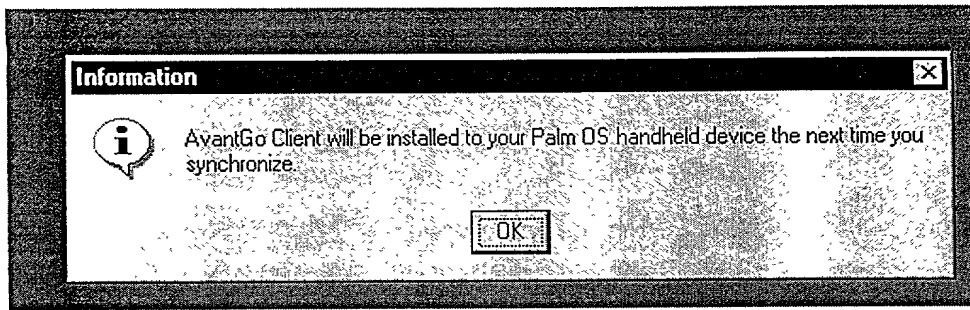 Information
AvantGo Client will be installed to your Palm OS handheld device the next time you
synchronize.
OK